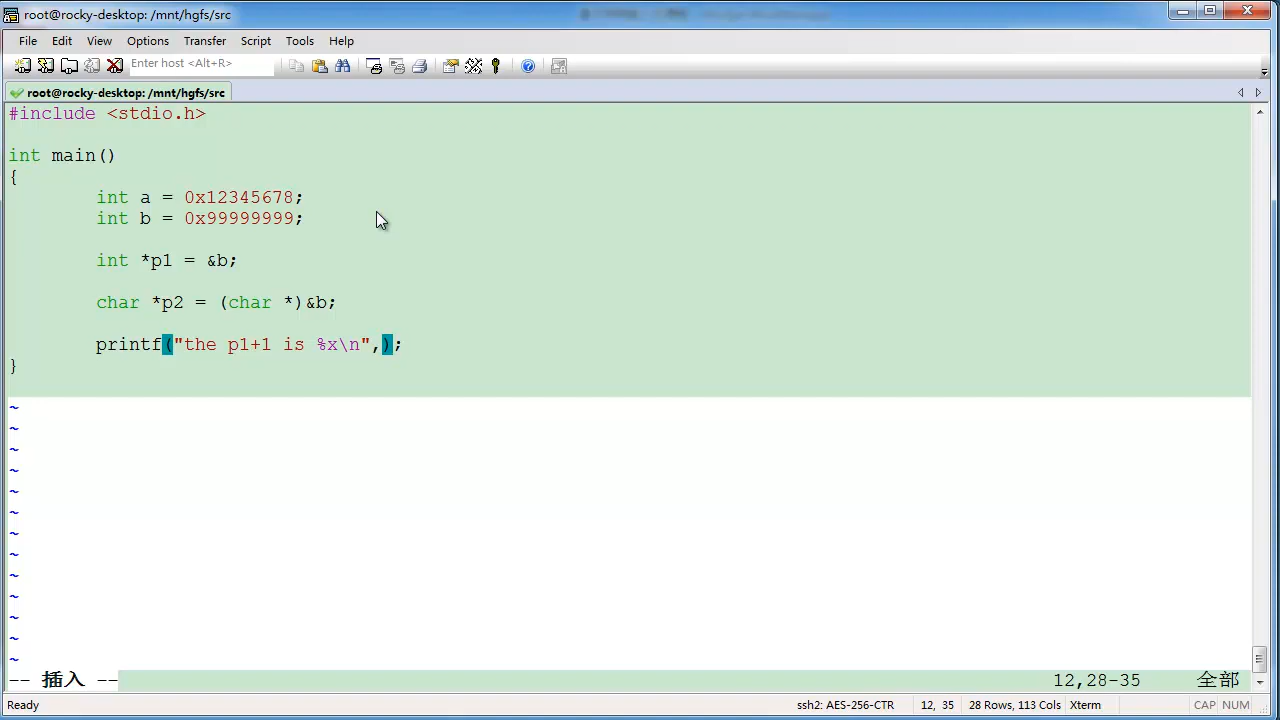 root@rocky-desktop: /mnt/hgfs/src
File Edit View Options Transfer Script Tools Help
Enter host <Alt+R>
root@rocky-desktop: /mnt/hgfs/src
#include <stdio.h>
int main()
{
int a = 0x12345678;
int b = 0x99999999;
int *p1 = &b;
char *p2 = (char *)&b;
printf("the p1+1 is %x\n",);
}
~
~
~
~
~
~
~
~
~
~
~
~
~
-- 插入 -- 12,28-35 全部
Ready ssh2: AES-256-CTR 12, 35 28 Rows, 113 Cols Xterm CAP NUM